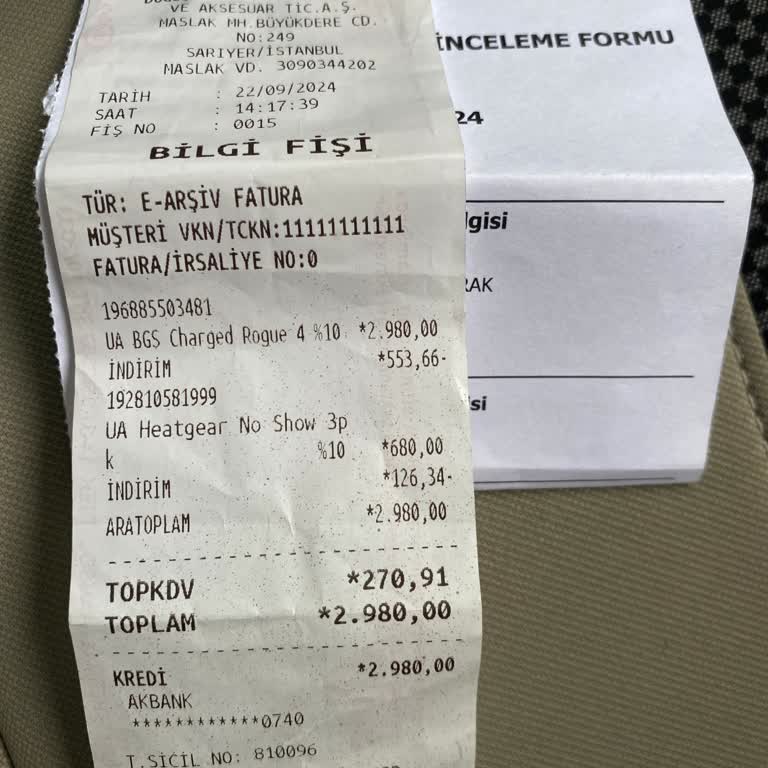 VE AKSESUAR TİC.A.Ş.
MASLAK MH.BÜYÜKDERE CD.
NO:249
SARIYER/İSTANBUL
MASLAK VD. 3090344202
TARİH : 22/09/2024
SAAT : 14:17:39
FİŞ NO : 0015
BİLGİ FİŞİ
TÜR: E-ARŞİV FATURA
MÜŞTERİ VKN/TCKN:11111111111
FATURA/İRSALİYE NO:0
196885503481
UA BGS Charged Rogue 4 %10 *2.980,00
İNDİRİM *553,66-
192810581999
UA Heatgear No Show 3p
k %10 *680,00
İNDİRİM *126,34-
ARATOPLAM *2.980,00
TOPKDV *270,91
TOPLAM *2.980,00
KREDİ *2.980,00
AKBANK
************0740
T.SİCİL NO: 810096
İNCELEME FORMU
24
lgisi
RAK
si